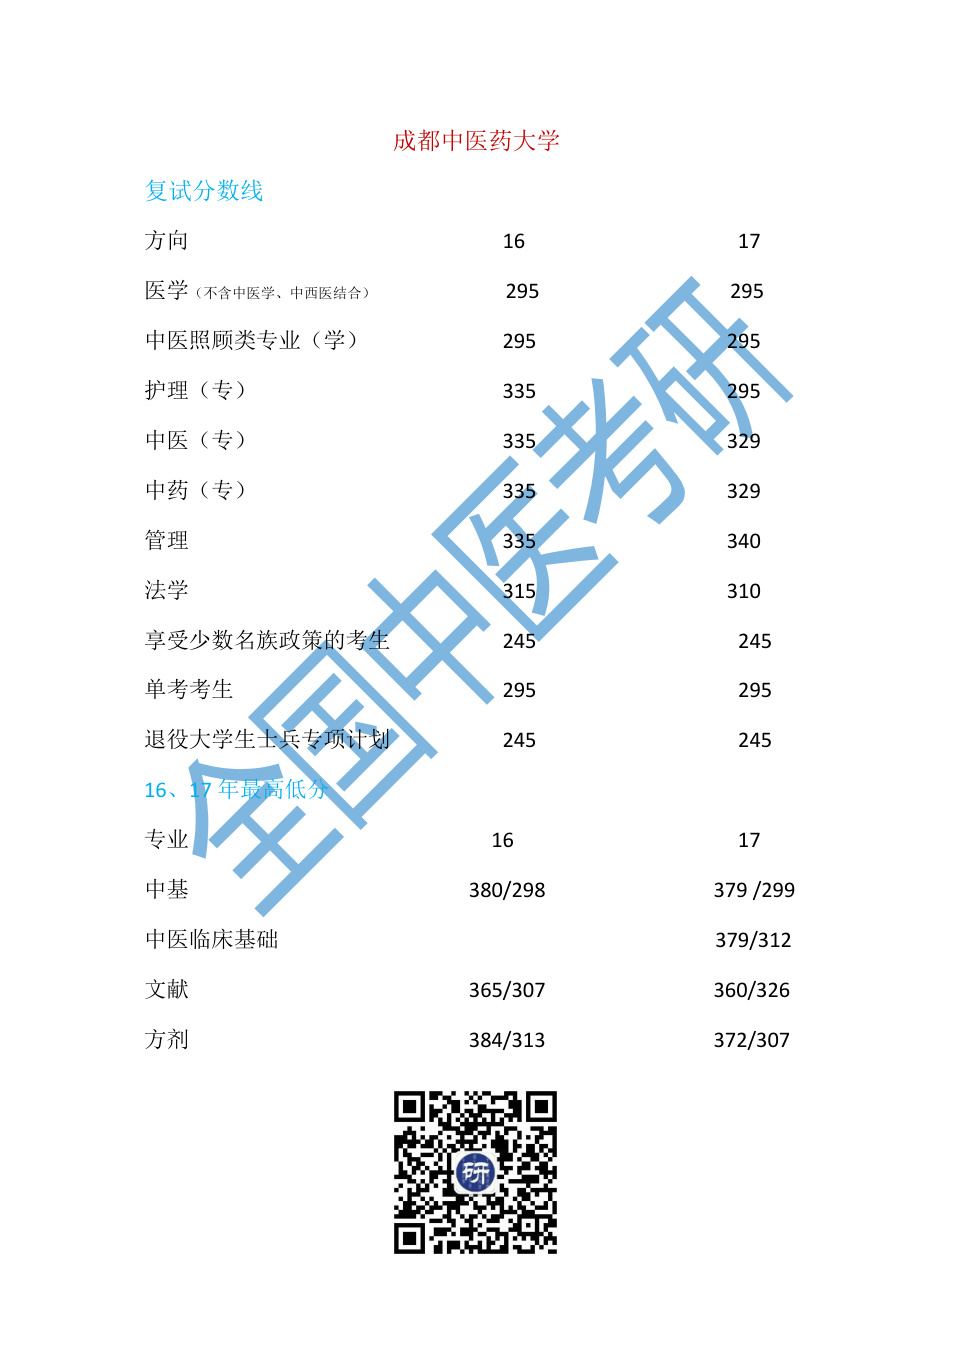 成都中医药大学
复试分数线
方向 16 17
医学（不含中医学、中西医结合） 295 295
中医照顾类专业（学） 295 295
护理（专） 335 295
中医（专） 335 329
中药（专） 335 329
管理 335 340
法学 315 310
享受少数名族政策的考生 245 245
单考考生 295 295
退役大学生士兵专项计划 245 245
16、17 年最高低分
专业 16 17
中基 380/298 379 /299
中医临床基础 379/312
文献 365/307 360/326
方剂 384/313 372/307
全国中医考研
研